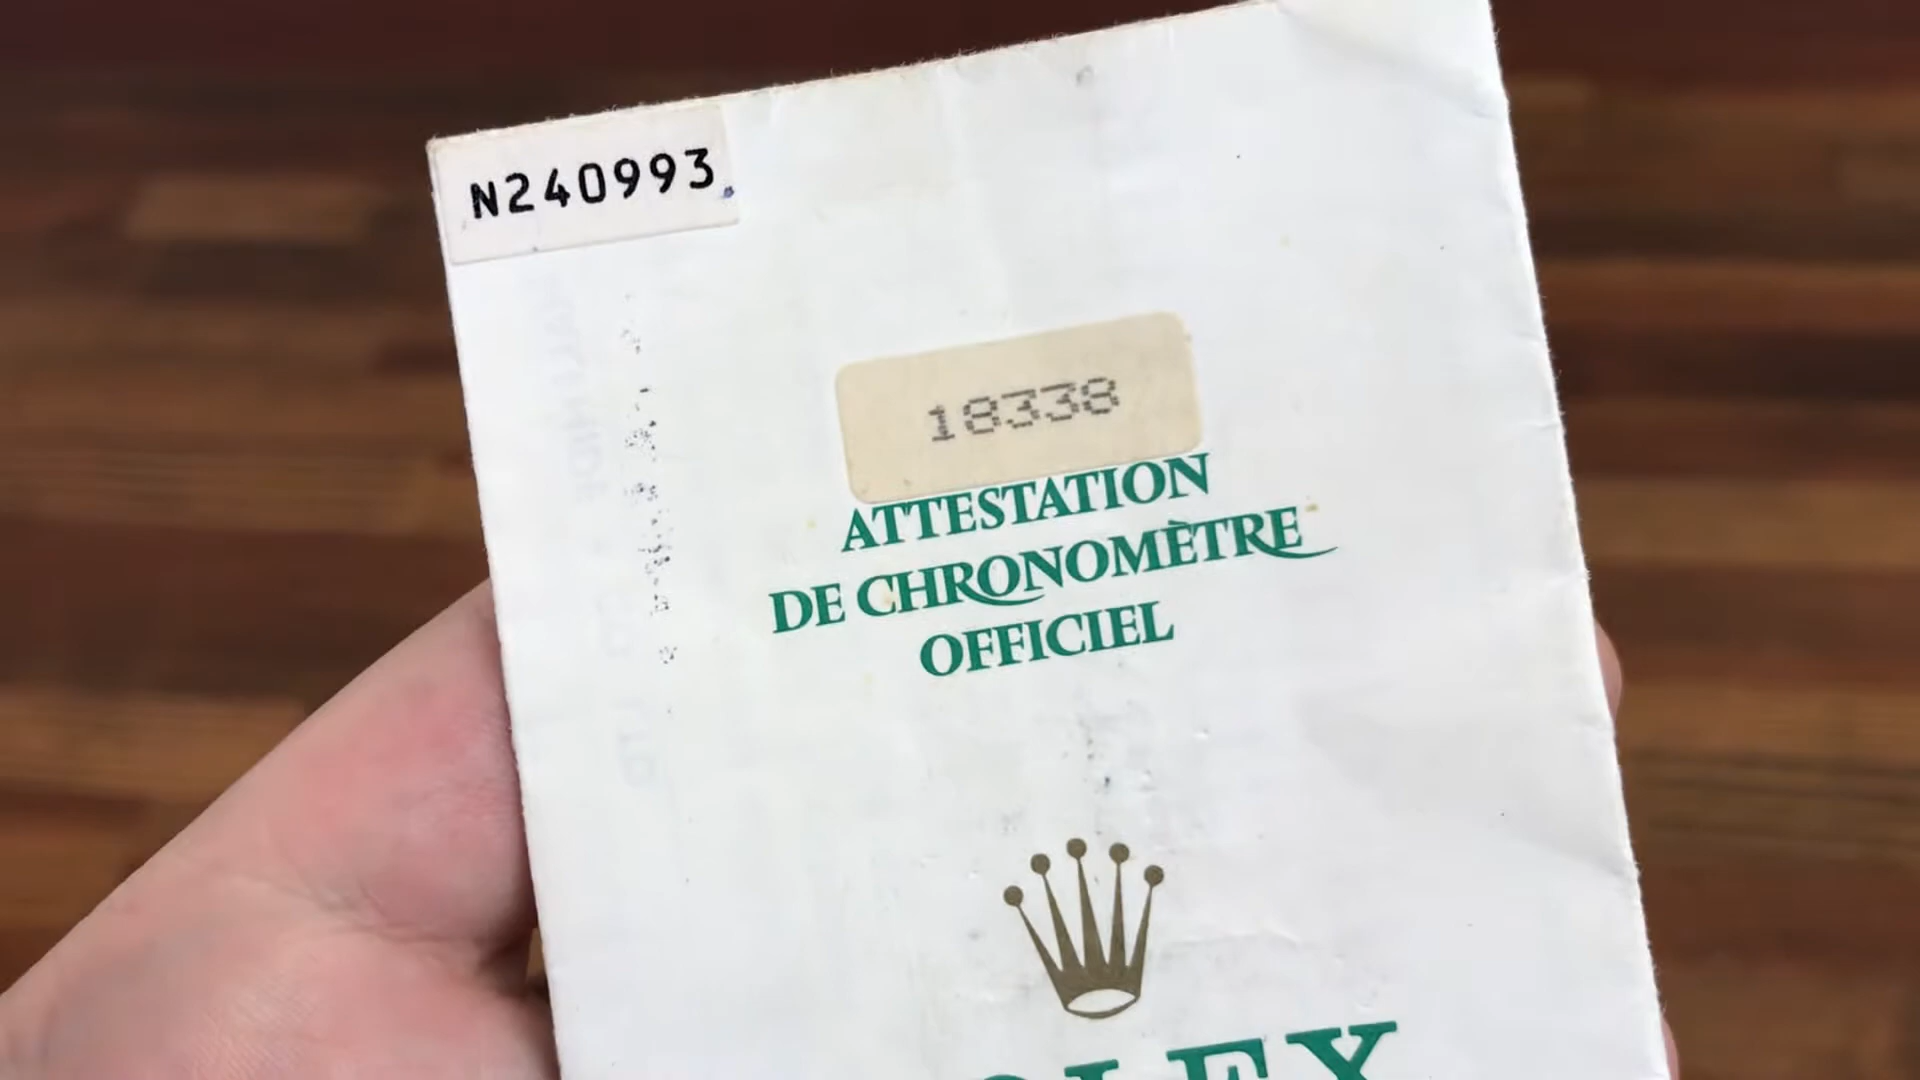 N240993
18338
ATTESTATION
DE CHRONOMÈTRE
OFFICIEL